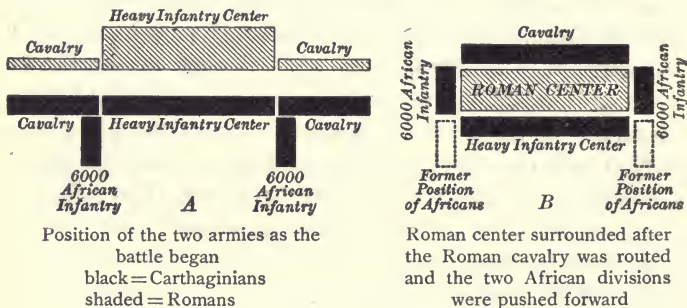 Heavy Infantry Center
Cavalry
Cavalry
Cavalry
Heavy Infantry Center
Cavalry
6000
African
Infantry
6000
African
Infantry
A
Position of the two armies as the
battle began
black = Carthaginians
shaded = Romans
Cavalry
6000 African
Infantry
ROMAN CENTER
6000 African
Infantry
Heavy Infantry Center
Former
Position
of Africans
B
Former
Position
of Africans
Roman center surrounded after
the Roman cavalry was routed
and the two African divisions
were pushed forward